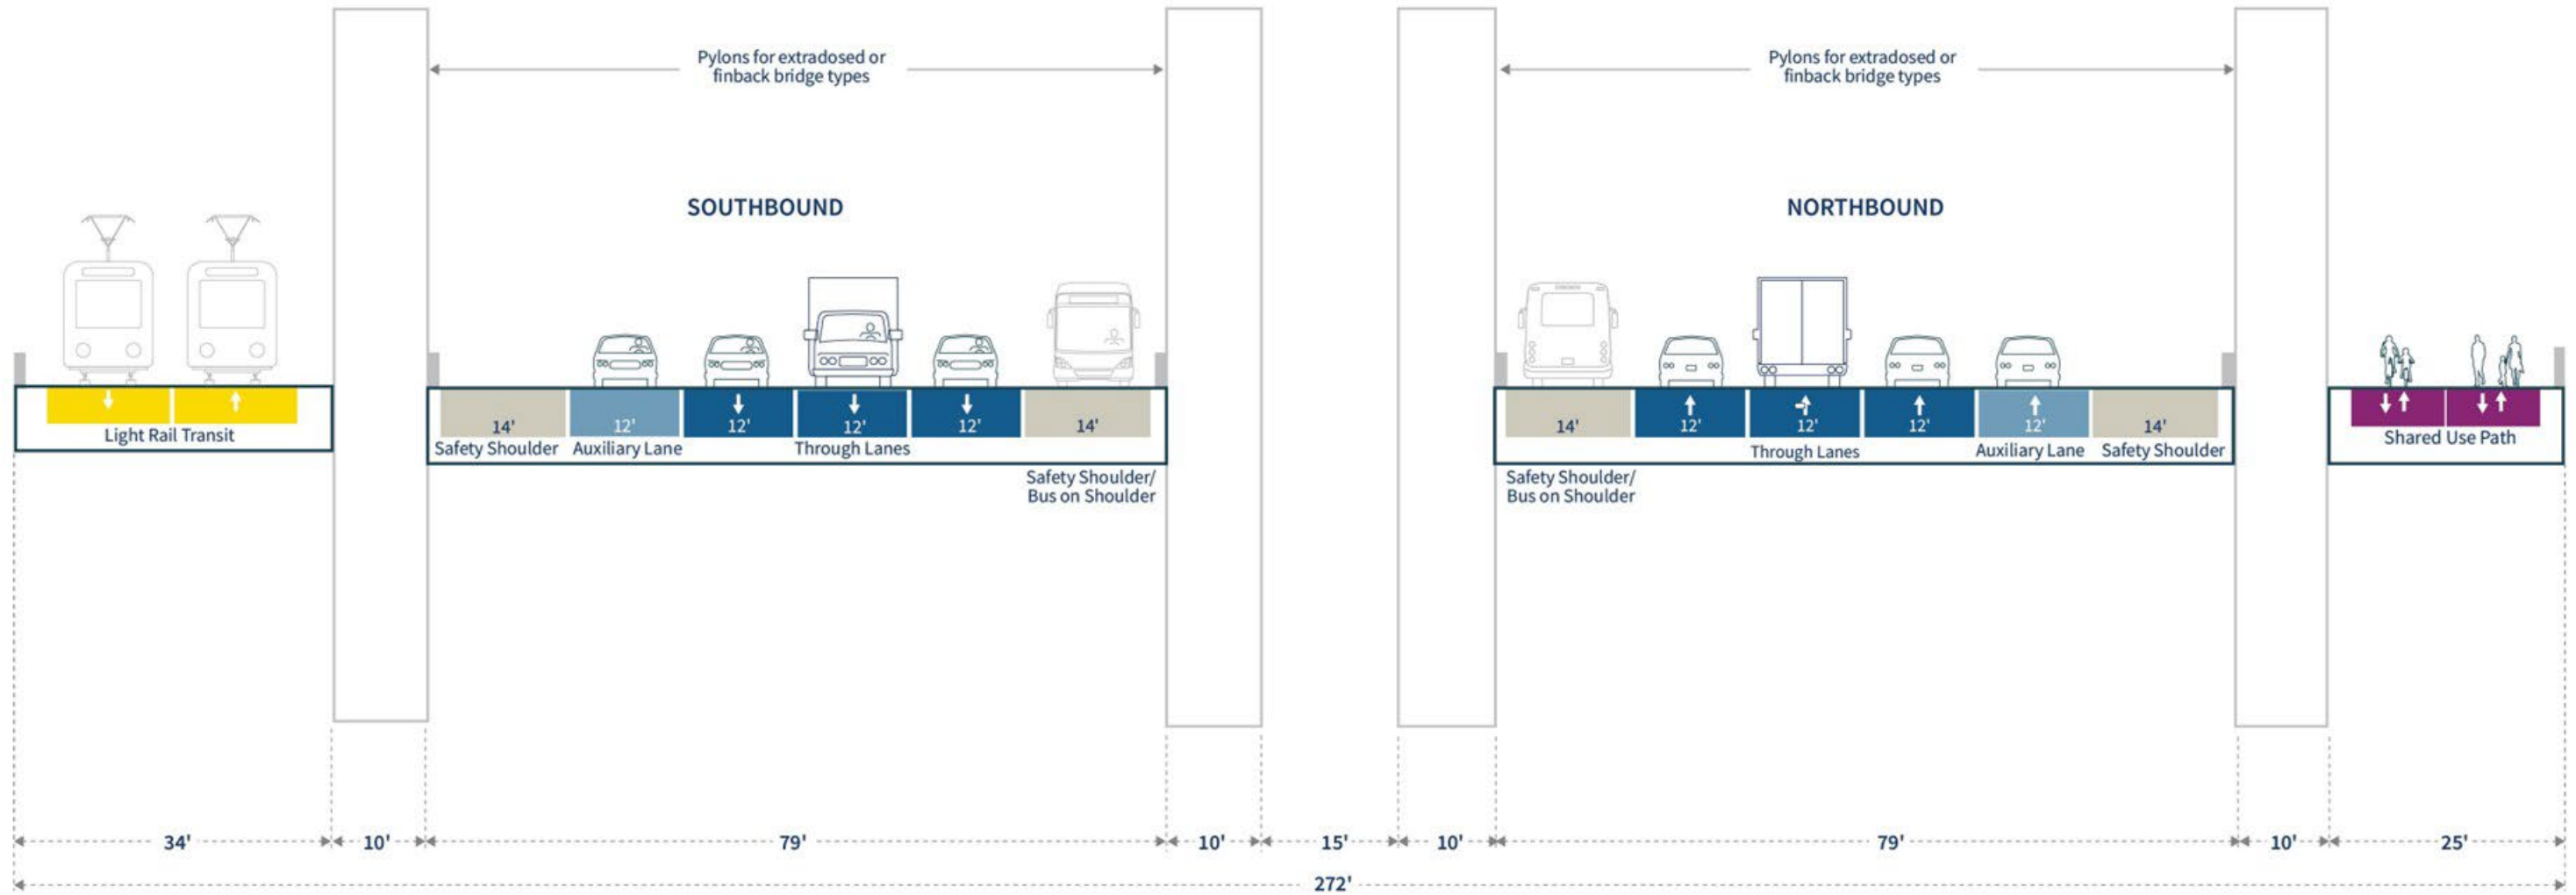 Pylons for extradosed or
finback bridge types
Pylons for extradosed or
finback bridge types
SOUTHBOUND
NORTHBOUND
14'
12'
12'
12'
12'
14'
14'
12'
12'
12'
12'
14'
Light Rail Transit
Safety Shoulder
Auxiliary Lane
Through Lanes
Safety Shoulder/
Bus on Shoulder
Through Lanes
Auxiliary Lane
Safety Shoulder
Safety Shoulder/
Bus on Shoulder
Shared Use Path
34'
10'
79'
10'
15'
10'
79'
10'
25'
272'